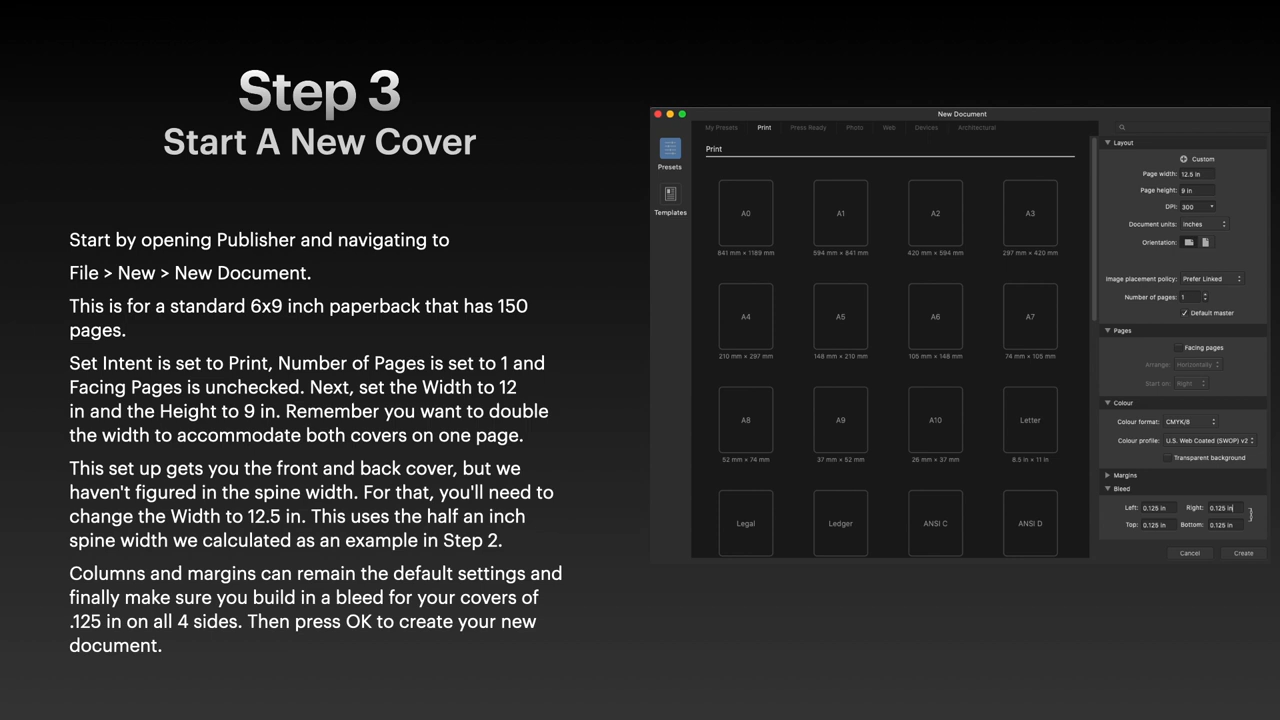 Step 3
Start A New Cover
Start by opening Publisher and navigating to
File > New > New Document.
This is for a standard 6x9 inch paperback that has 150
pages.
Set Intent is set to Print, Number of Pages is set to 1 and
Facing Pages is unchecked. Next, set the Width to 12
in and the Height to 9 in. Remember you want to double
the width to accommodate both covers on one page.
This set up gets you the front and back cover, but we
haven't figured in the spine width. For that, you'll need to
change the Width to 12.5 in. This uses the half an inch
spine width we calculated as an example in Step 2.
Columns and margins can remain the default settings and
finally make sure you build in a bleed for your covers of
.125 in on all 4 sides. Then press OK to create your new
document.
New Document
My Presets Print Press Ready Photo Web Devices Architectural
Presets
Templates
Print
A0 A1 A2 A3
841 mm × 1189 mm 594 mm × 841 mm 420 mm × 594 mm 297 mm × 420 mm
A4 A5 A6 A7
210 mm × 297 mm 148 mm × 210 mm 105 mm × 148 mm 74 mm × 105 mm
A8 A9 A10 Letter
52 mm × 74 mm 37 mm × 52 mm 26 mm × 37 mm 8.5 in × 11 in
Legal Ledger ANSI C ANSI D
Layout
Custom
Page width: 12.5 in
Page height: 9 in
DPI: 300
Document units: Inches
Orientation:
Image placement policy: Prefer Linked
Number of pages: 1
Default master
Pages
Facing pages
Arrange: Horizontally
Start on: Right
Colour
Colour format: CMYK/8
Colour profile: U.S. Web Coated (SWOP) v2
Transparent background
Margins
Bleed
Left: 0.125 in Right: 0.125 in
Top: 0.125 in Bottom: 0.125 in
Cancel Create